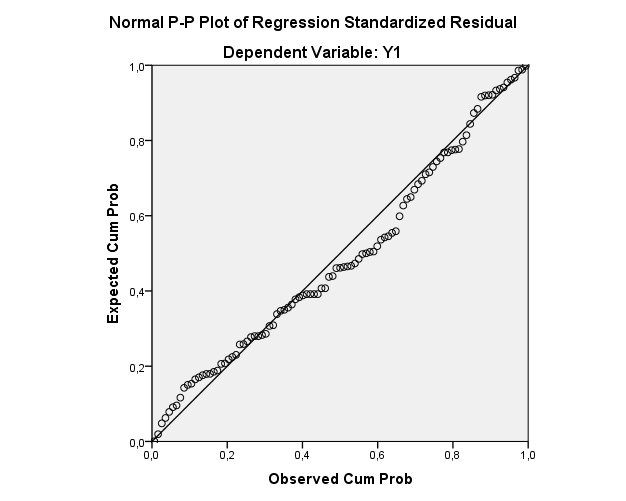 Normal P-P Plot of Regression Standardized Residual
Dependent Variable: Y1
Expected Cum Prob
1,0
0,8
0,6
0,4
0,2
0,0
0,0 0,2 0,4 0,6 0,8 1,0
Observed Cum Prob